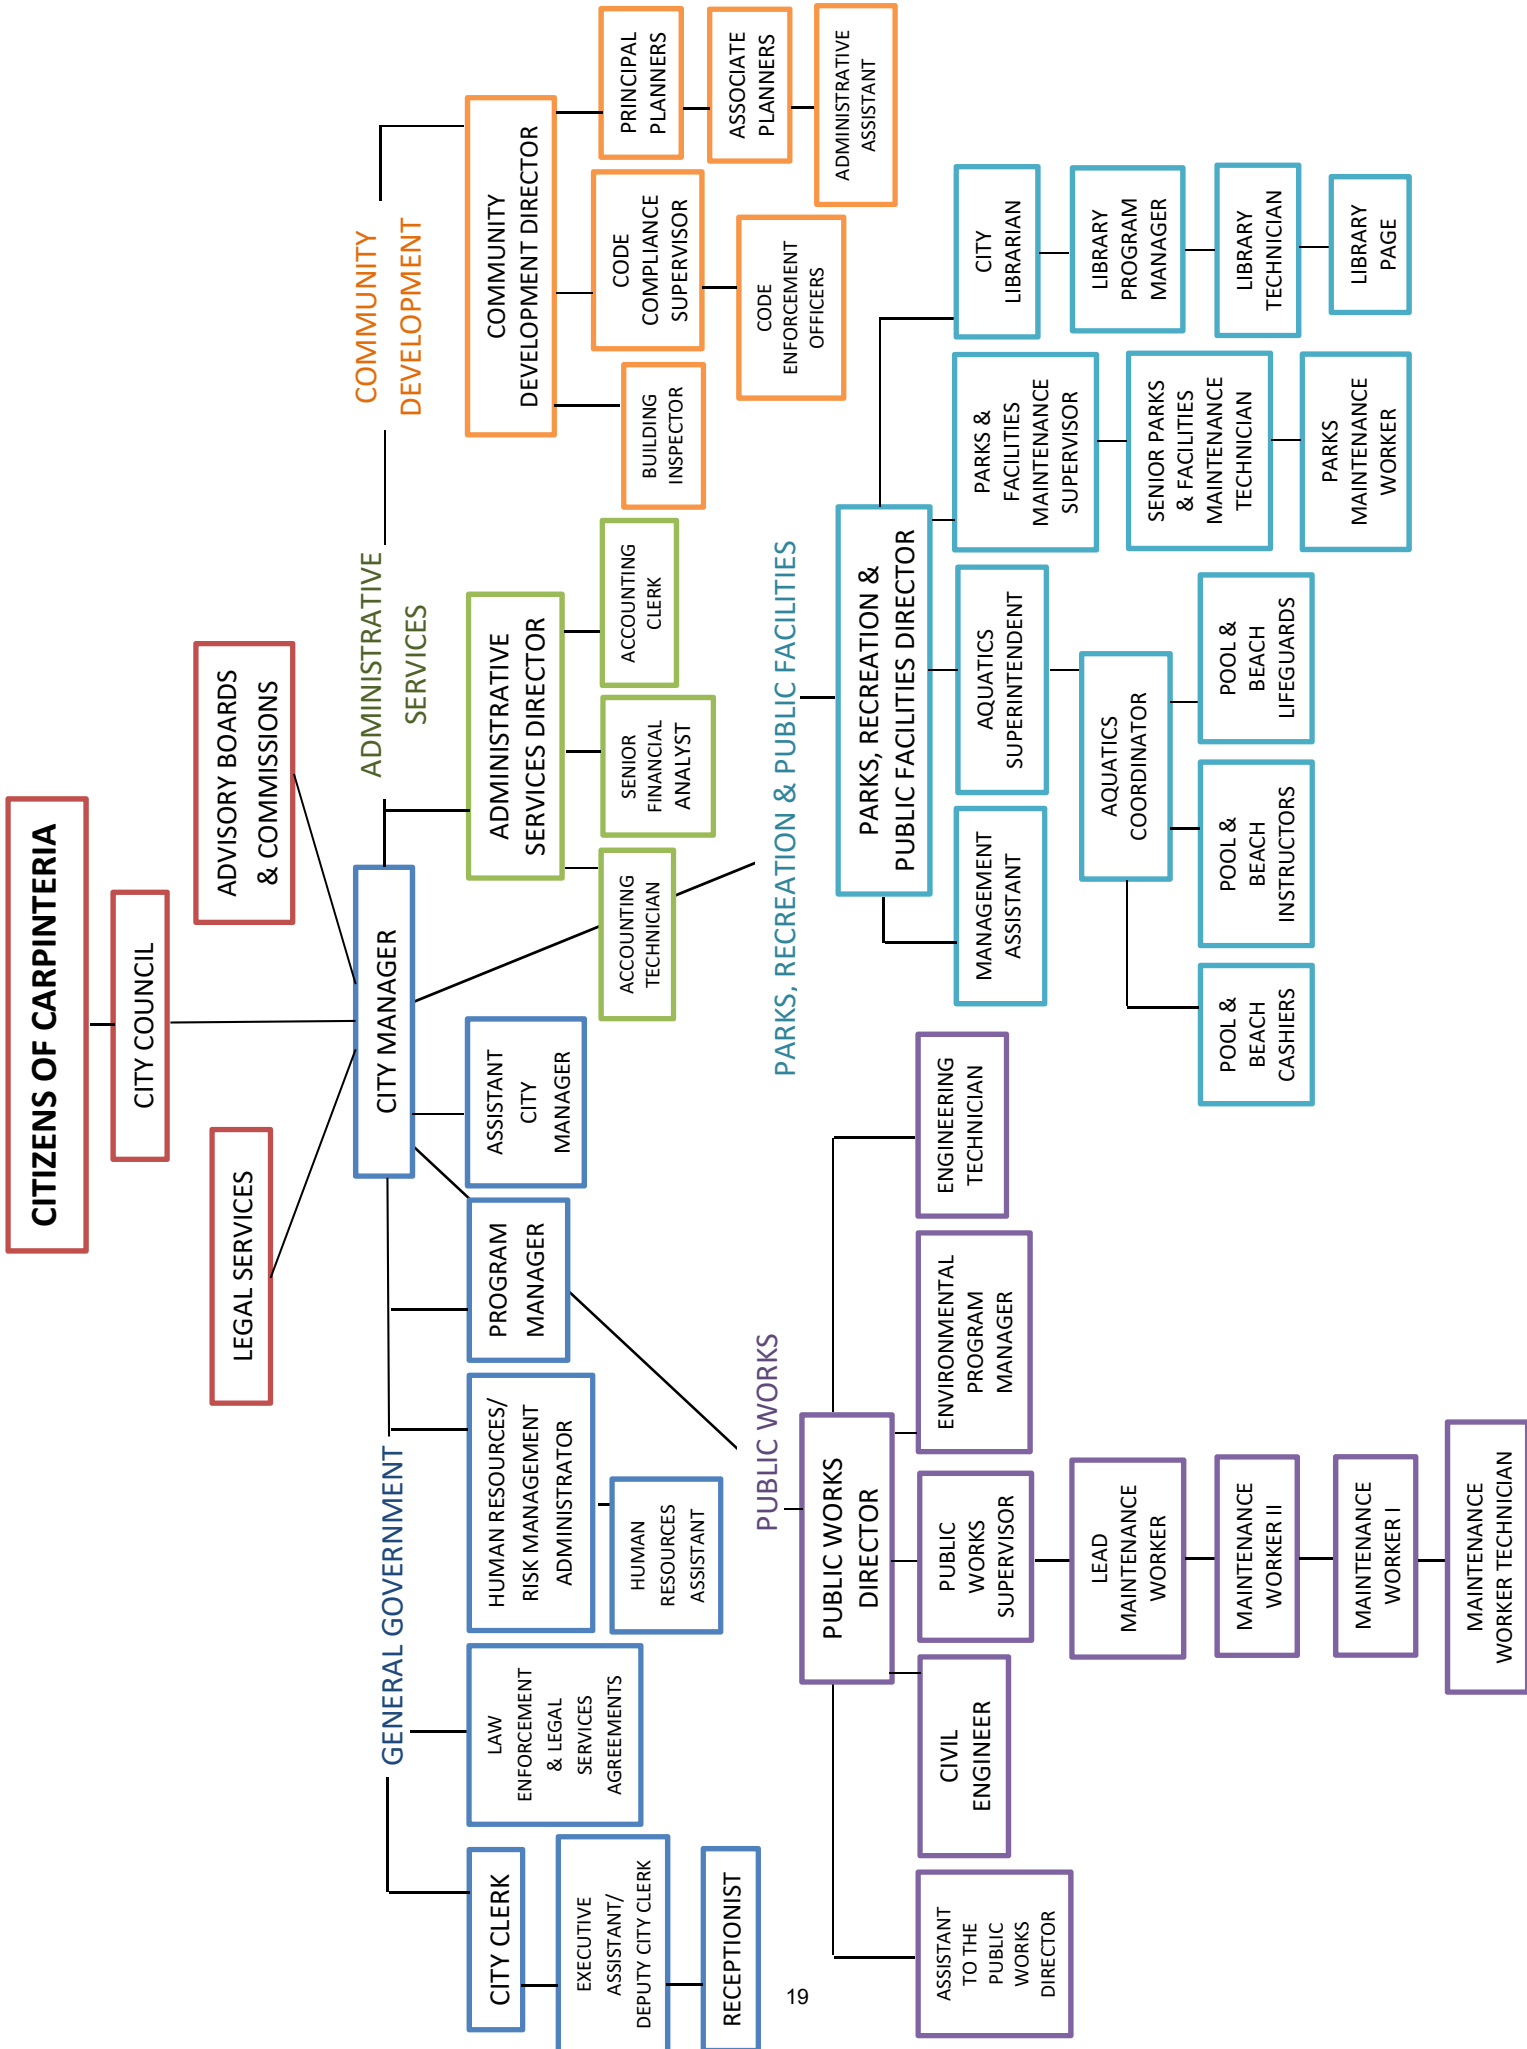 CITIZENS OF CARPINTERIA
CITY COUNCIL
LEGAL SERVICES
ADVISORY BOARDS
& COMMISSIONS
CITY MANAGER
GENERAL GOVERNMENT
ADMINISTRATIVE
SERVICES
COMMUNITY
DEVELOPMENT
CITY CLERK
EXECUTIVE
ASSISTANT/
DEPUTY CITY CLERK
RECEPTIONIST
LAW
ENFORCEMENT
& LEGAL
SERVICES
AGREEMENTS
HUMAN RESOURCES/
RISK MANAGEMENT
ADMINISTRATOR
HUMAN
RESOURCES
ASSISTANT
PROGRAM
MANAGER
ASSISTANT
CITY
MANAGER
ADMINISTRATIVE
SERVICES DIRECTOR
ACCOUNTING
TECHNICIAN
SENIOR
FINANCIAL
ANALYST
ACCOUNTING
CLERK
COMMUNITY
DEVELOPMENT DIRECTOR
BUILDING
INSPECTOR
CODE
COMPLIANCE
SUPERVISOR
CODE
ENFORCEMENT
OFFICERS
PRINCIPAL
PLANNERS
ASSOCIATE
PLANNERS
ADMINISTRATIVE
ASSISTANT
PUBLIC WORKS
PUBLIC WORKS
DIRECTOR
ASSISTANT
TO THE
PUBLIC
WORKS
DIRECTOR
CIVIL
ENGINEER
PUBLIC
WORKS
SUPERVISOR
LEAD
MAINTENANCE
WORKER
MAINTENANCE
WORKER II
MAINTENANCE
WORKER I
MAINTENANCE
WORKER TECHNICIAN
ENVIRONMENTAL
PROGRAM
MANAGER
ENGINEERING
TECHNICIAN
PARKS, RECREATION & PUBLIC FACILITIES
PARKS, RECREATION &
PUBLIC FACILITIES DIRECTOR
MANAGEMENT
ASSISTANT
AQUATICS
SUPERINTENDENT
AQUATICS
COORDINATOR
POOL &
BEACH
CASHIERS
POOL &
BEACH
INSTRUCTORS
POOL &
BEACH
LIFEGUARDS
PARKS &
FACILITIES
MAINTENANCE
SUPERVISOR
SENIOR PARKS
& FACILITIES
MAINTENANCE
TECHNICIAN
PARKS
MAINTENANCE
WORKER
CITY
LIBRARIAN
LIBRARY
PROGRAM
MANAGER
LIBRARY
TECHNICIAN
LIBRARY
PAGE
19